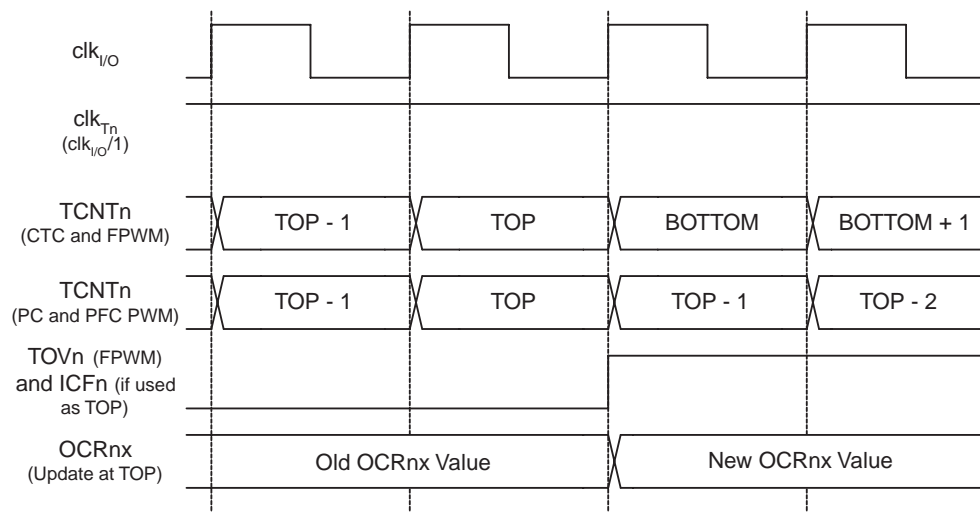 clkI/O
clkTn
(clkI/O/1)
TCNTn
(CTC and FPWM)
TOP - 1
TOP
BOTTOM
BOTTOM + 1
TCNTn
(PC and PFC PWM)
TOP - 1
TOP
TOP - 1
TOP - 2
TOVn (FPWM)
and ICFn (if used
as TOP)
OCRnx
(Update at TOP)
Old OCRnx Value
New OCRnx Value